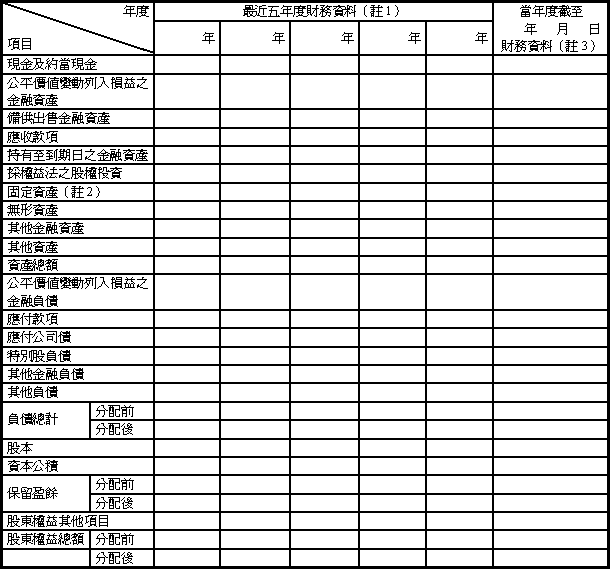 年度
項目
最近五年度財務資料（註1）
當年度截至
年 月 日
財務資料（註3）
年 年 年 年 年
現金及約當現金
公平價值變動列入損益之
金融資產
備供出售金融資產
應收款項
持有至到期日之金融資產
採權益法之股權投資
固定資產（註2）
無形資產
其他金融資產
其他資產
資產總額
公平價值變動列入損益之
金融負債
應付款項
應付公司債
特別股負債
其他金融負債
其他負債
負債總計
分配前
分配後
股本
資本公積
保留盈餘
分配前
分配後
股東權益其他項目
股東權益總額
分配前
分配後